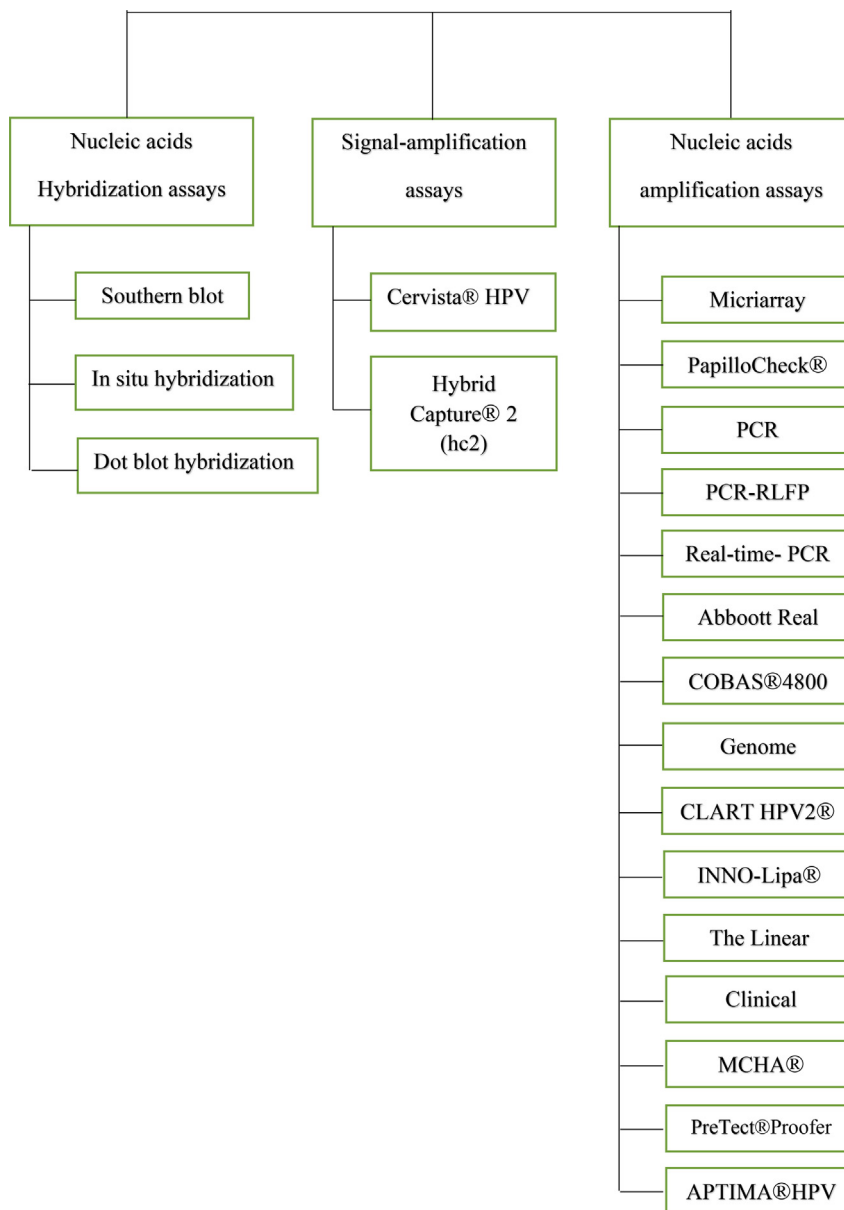 Nucleic acids
Hybridization assays
Southern blot
In situ hybridization
Dot blot hybridization
Signal-amplification
assays
Cervista® HPV
Hybrid
Capture® 2
(hc2)
Nucleic acids
amplification assays
Micriarray
PapilloCheck®
PCR
PCR-RLFP
Real-time- PCR
Abboott Real
COBAS®4800
Genome
CLART HPV2®
INNO-Lipa®
The Linear
Clinical
MCHA®
PreTect®Proofer
APTIMA®HPV